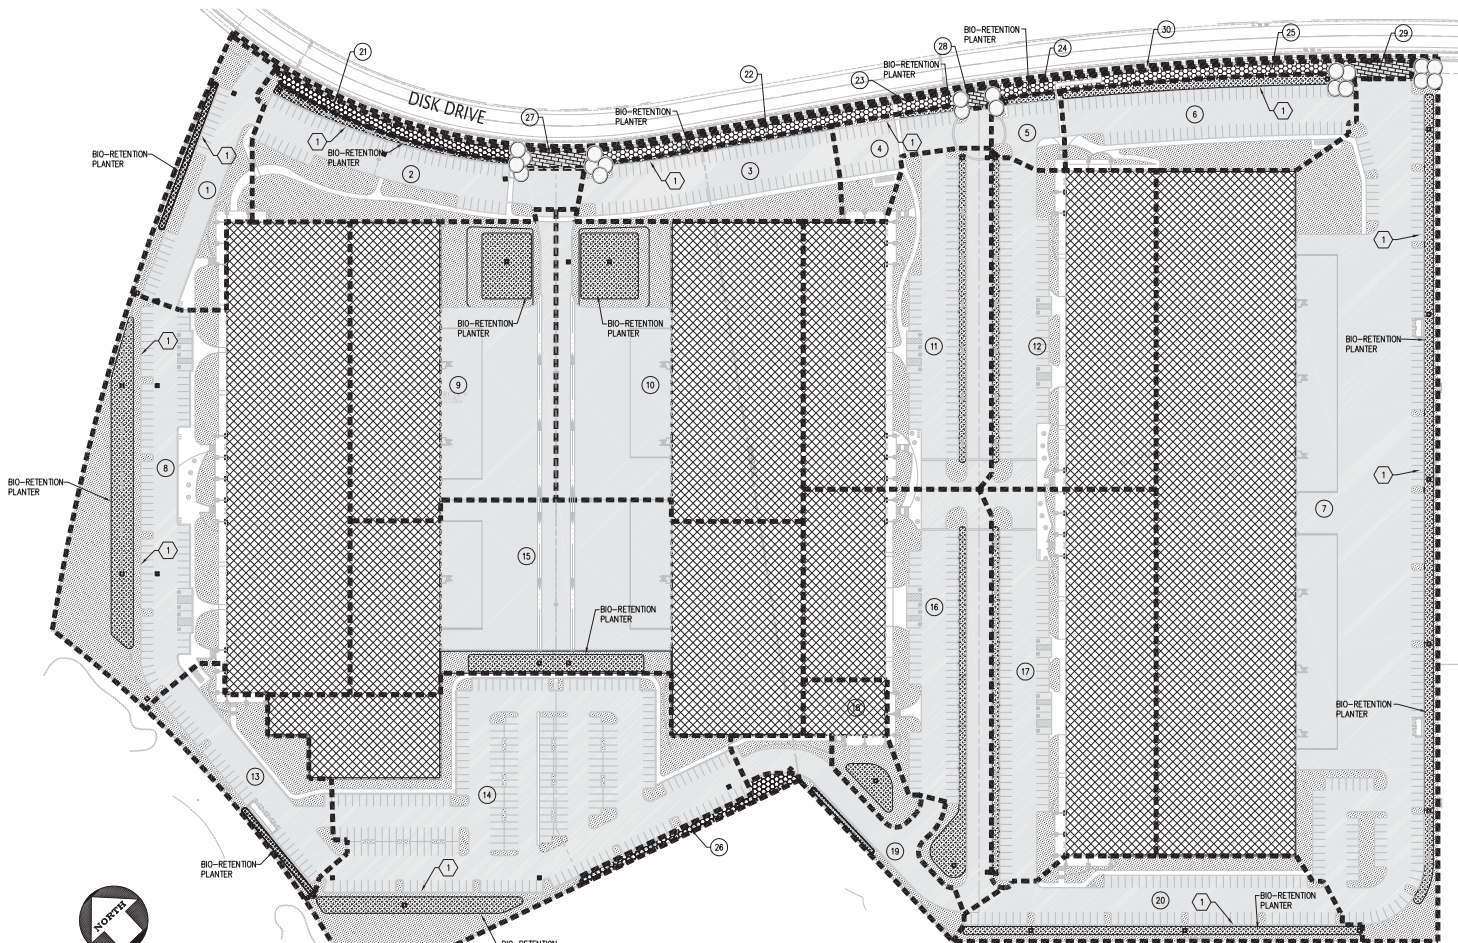 30
25
29
BIO-RETENTION
PLANTER
28
24
21
22
BIO-RETENTION
PLANTER
23
DISK DRIVE
27
BIO-RETENTION
PLANTER
1
6
1
5
1
4
BIO-RETENTION
PLANTER
1
BIO-RETENTION
PLANTER
2
1
3
1
1
BIO-RETENTION
PLANTER
BIO-RETENTION
PLANTER
1
8
9
10
11
12
BIO-RETENTION
PLANTER
1
BIO-RETENTION
PLANTER
7
1
15
16
BIO-RETENTION
PLANTER
17
18
BIO-RETENTION
PLANTER
13
14
19
26
BIO-RETENTION
PLANTER
1
20
1
BIO-RETENTION
PLANTER
NORTH
BIO-RETENTION